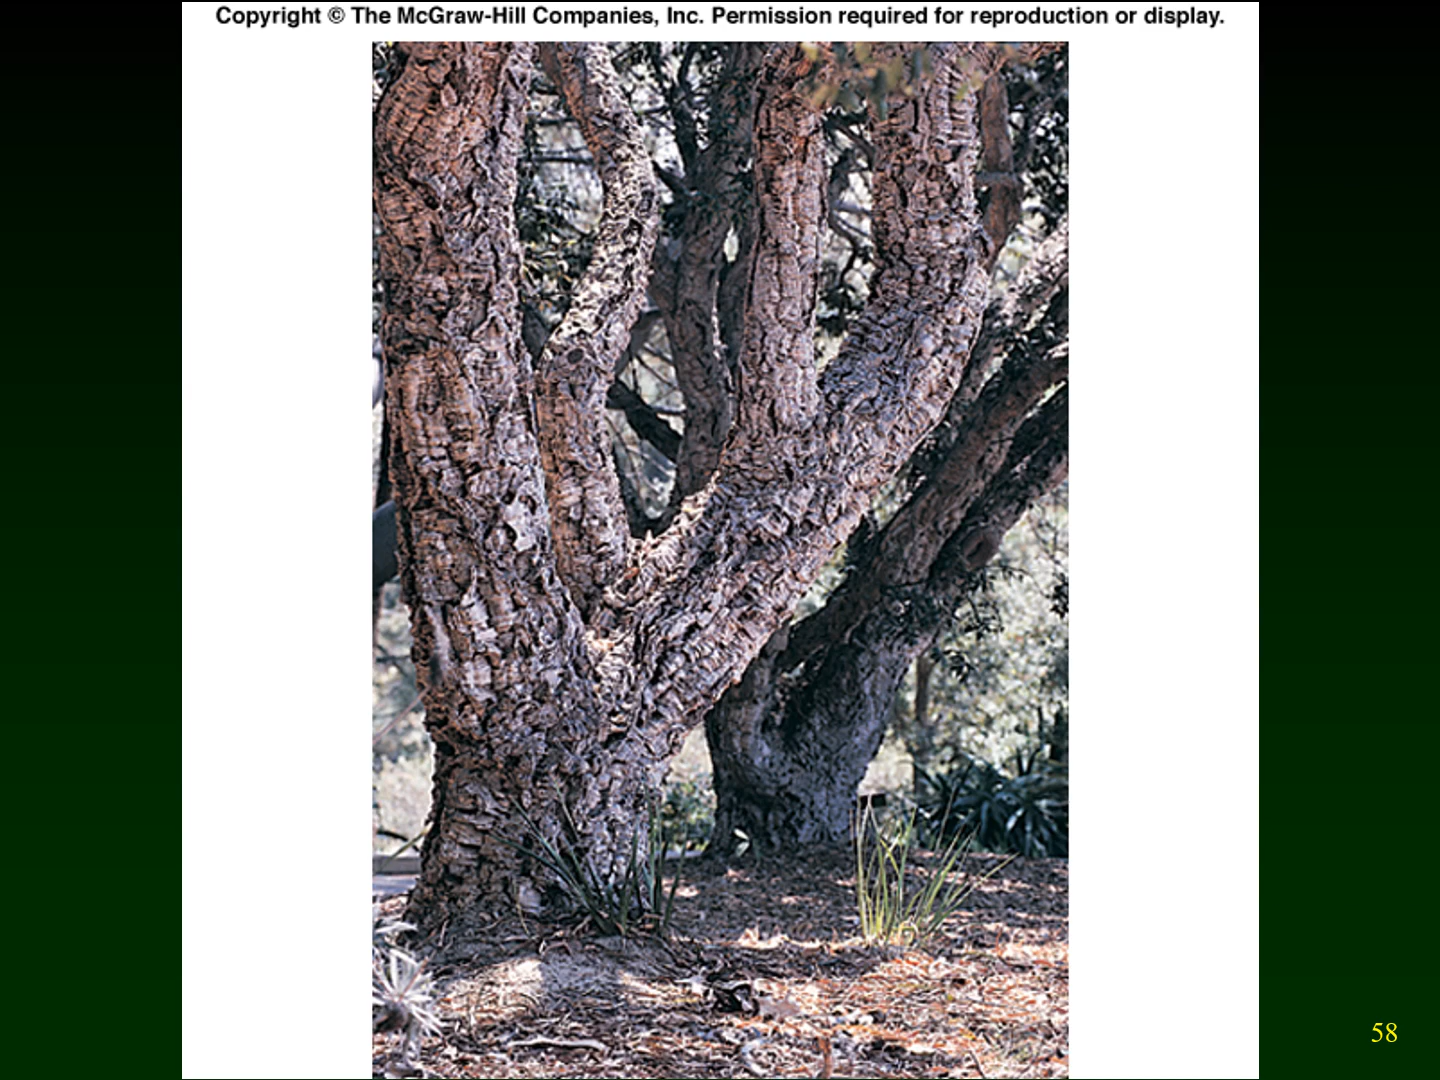 Copyright © The McGraw-Hill Companies, Inc. Permission required for reproduction or display.
58